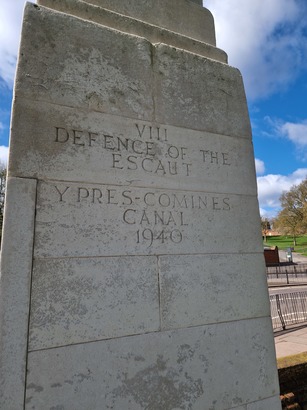 VIII
DEFENCE OF THE
ESCAUT
YPRES-COMINES
CANAL
1940